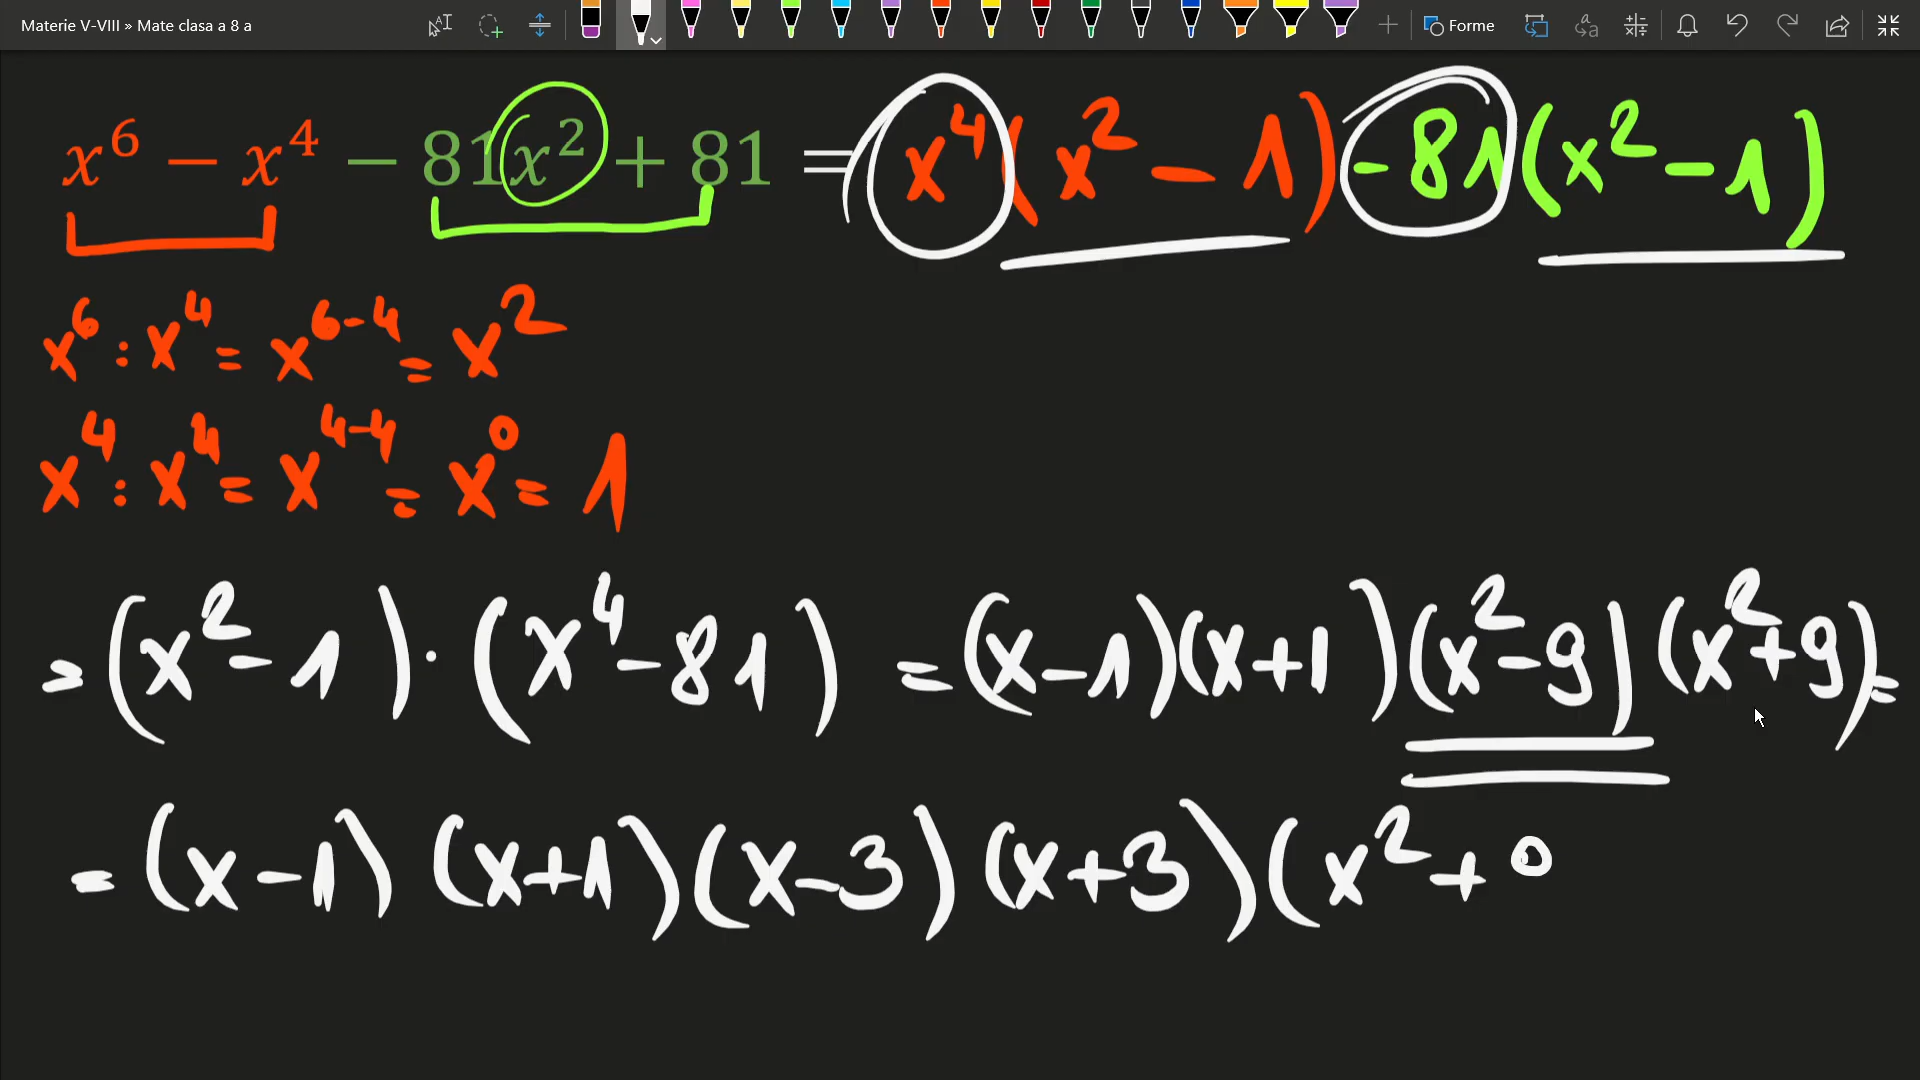 Materie V-VIII » Mate clasa a 8 a
Forme
x⁶ − x⁴ − 81x² + 81 = x⁴(x² − 1) − 81(x² − 1)
x⁶ : x⁴ = x⁶⁻⁴ = x²
x⁴ : x⁴ = x⁴⁻⁴ = x⁰ = 1
= (x² − 1) · (x⁴ − 81) = (x − 1)(x + 1)(x² − 9)(x² + 9) =
= (x − 1)(x + 1)(x − 3)(x + 3)(x² +